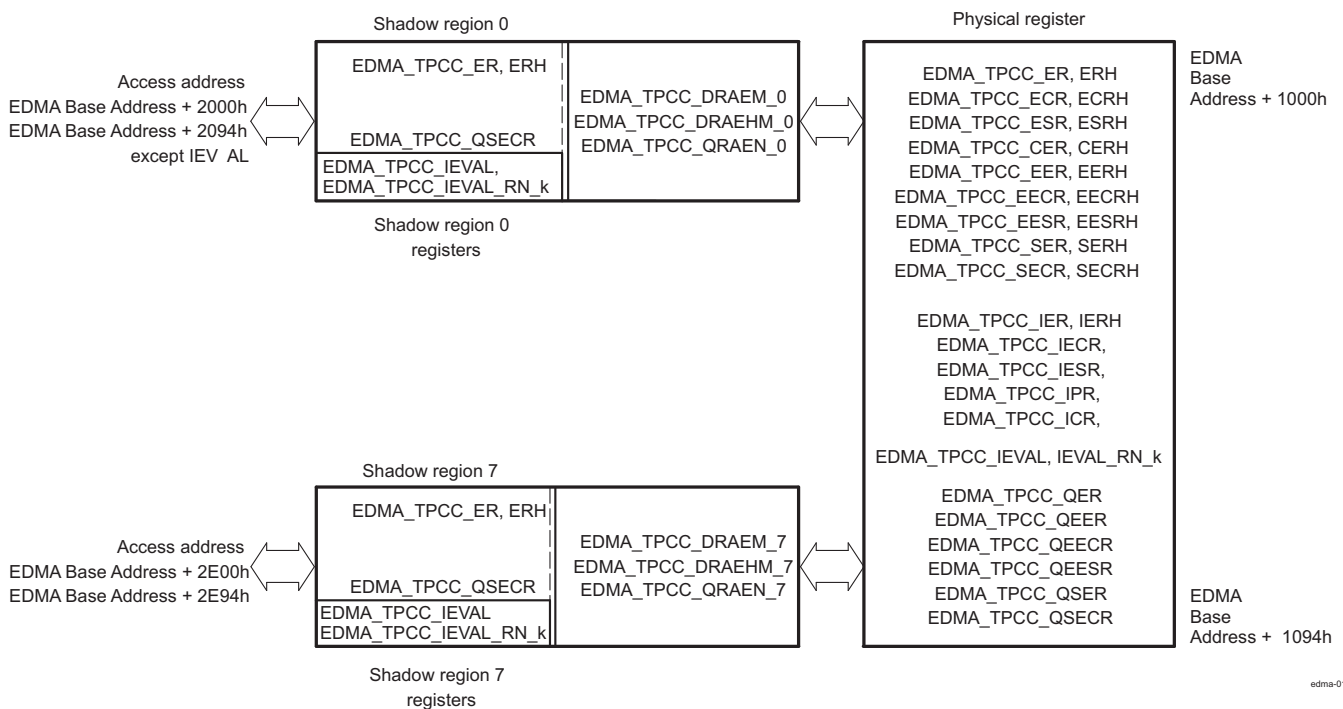 Shadow region 0
Access address
EDMA Base Address + 2000h
EDMA Base Address + 2094h
except IEV AL
EDMA_TPCC_ER, ERH
EDMA_TPCC_QSECR
EDMA_TPCC_IEVAL,
EDMA_TPCC_IEVAL_RN_k
EDMA_TPCC_DRAEM_0
EDMA_TPCC_DRAEHM_0
EDMA_TPCC_QRAEN_0
Shadow region 0
registers
Shadow region 7
Access address
EDMA Base Address + 2E00h
EDMA Base Address + 2E94h
EDMA_TPCC_ER, ERH
EDMA_TPCC_QSECR
EDMA_TPCC_IEVAL
EDMA_TPCC_IEVAL_RN_k
EDMA_TPCC_DRAEM_7
EDMA_TPCC_DRAEHM_7
EDMA_TPCC_QRAEN_7
Shadow region 7
registers
Physical register
EDMA_TPCC_ER, ERH
EDMA_TPCC_ECR, ECRH
EDMA_TPCC_ESR, ESRH
EDMA_TPCC_CER, CERH
EDMA_TPCC_EER, EERH
EDMA_TPCC_EECR, EECRH
EDMA_TPCC_EESR, EESRH
EDMA_TPCC_SER, SERH
EDMA_TPCC_SECR, SECRH
EDMA_TPCC_IER, IERH
EDMA_TPCC_IECR,
EDMA_TPCC_IESR,
EDMA_TPCC_IPR,
EDMA_TPCC_ICR,
EDMA_TPCC_IEVAL, IEVAL_RN_k
EDMA_TPCC_QER
EDMA_TPCC_QEER
EDMA_TPCC_QEECR
EDMA_TPCC_QEESR
EDMA_TPCC_QSER
EDMA_TPCC_QSECR
EDMA
Base
Address + 1000h
EDMA
Base
Address + 1094h